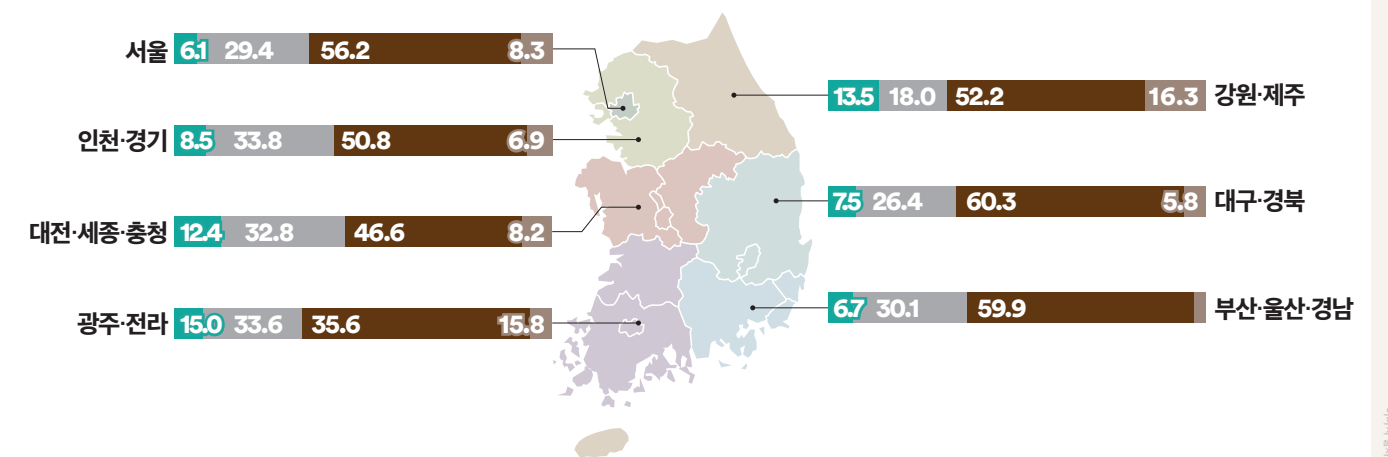 서울 6.1 29.4 56.2 8.3
인천·경기 8.5 33.8 50.8 6.9
대전·세종·충청 12.4 32.8 46.6 8.2
광주·전라 15.0 33.6 35.6 15.8
13.5 18.0 52.2 16.3 강원·제주
7.5 26.4 60.3 5.8 대구·경북
6.7 30.1 59.9 부산·울산·경남